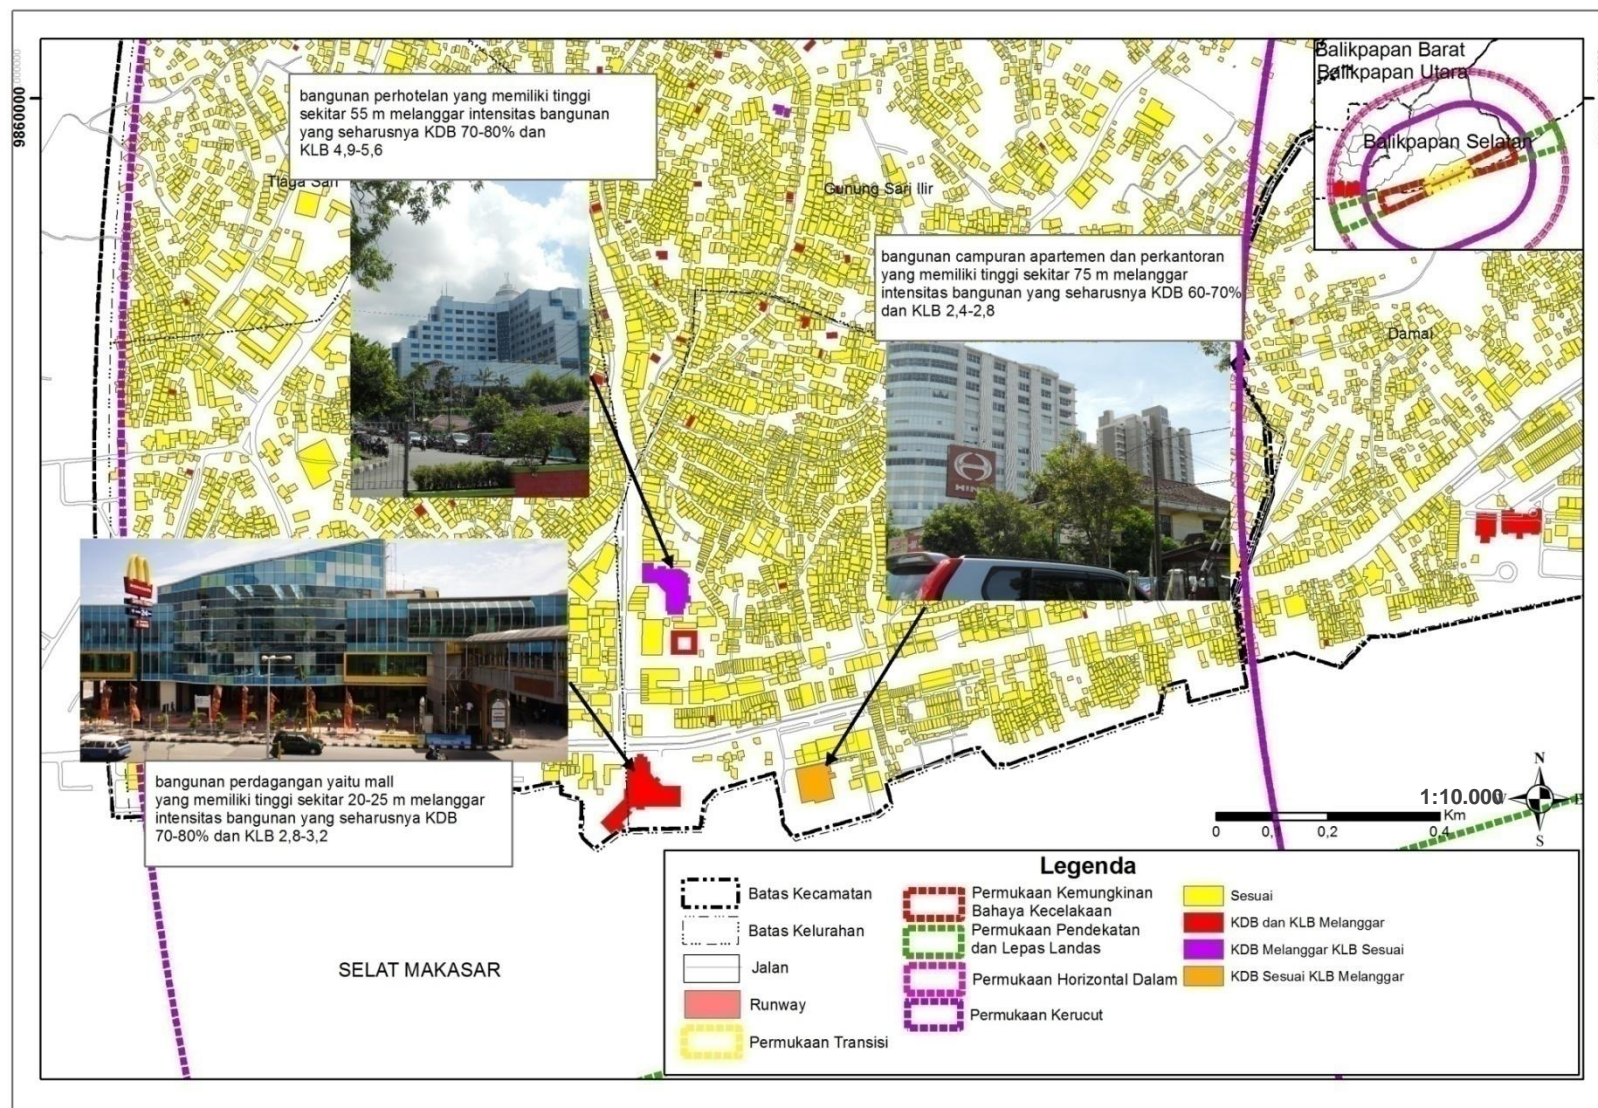 Balikpapan Barat
Balikpapan Utara
Balikpapan Selatan
9860000
bangunan perhotelan yang memiliki tinggi
sekitar 55 m melanggar intensitas bangunan
yang seharusnya KDB 70-80% dan
KLB 4,9-5,6
Gunung Sari Ilir
bangunan campuran apartemen dan perkantoran
yang memiliki tinggi sekitar 75 m melanggar
intensitas bangunan yang seharusnya KDB 60-70%
dan KLB 2,4-2,8
Damai
HINO
bangunan perdagangan yaitu mall
yang memiliki tinggi sekitar 20-25 m melanggar
intensitas bangunan yang seharusnya KDB
70-80% dan KLB 2,8-3,2
N
S
1:10.000
Km
0
0,2
0,4
SELAT MAKASAR
Legenda
Batas Kecamatan
Batas Kelurahan
Jalan
Runway
Permukaan Transisi
Permukaan Kemungkinan
Bahaya Kecelakaan
Permukaan Pendekatan
dan Lepas Landas
Permukaan Horizontal Dalam
Permukaan Kerucut
Sesuai
KDB dan KLB Melanggar
KDB Melanggar KLB Sesuai
KDB Sesuai KLB Melanggar